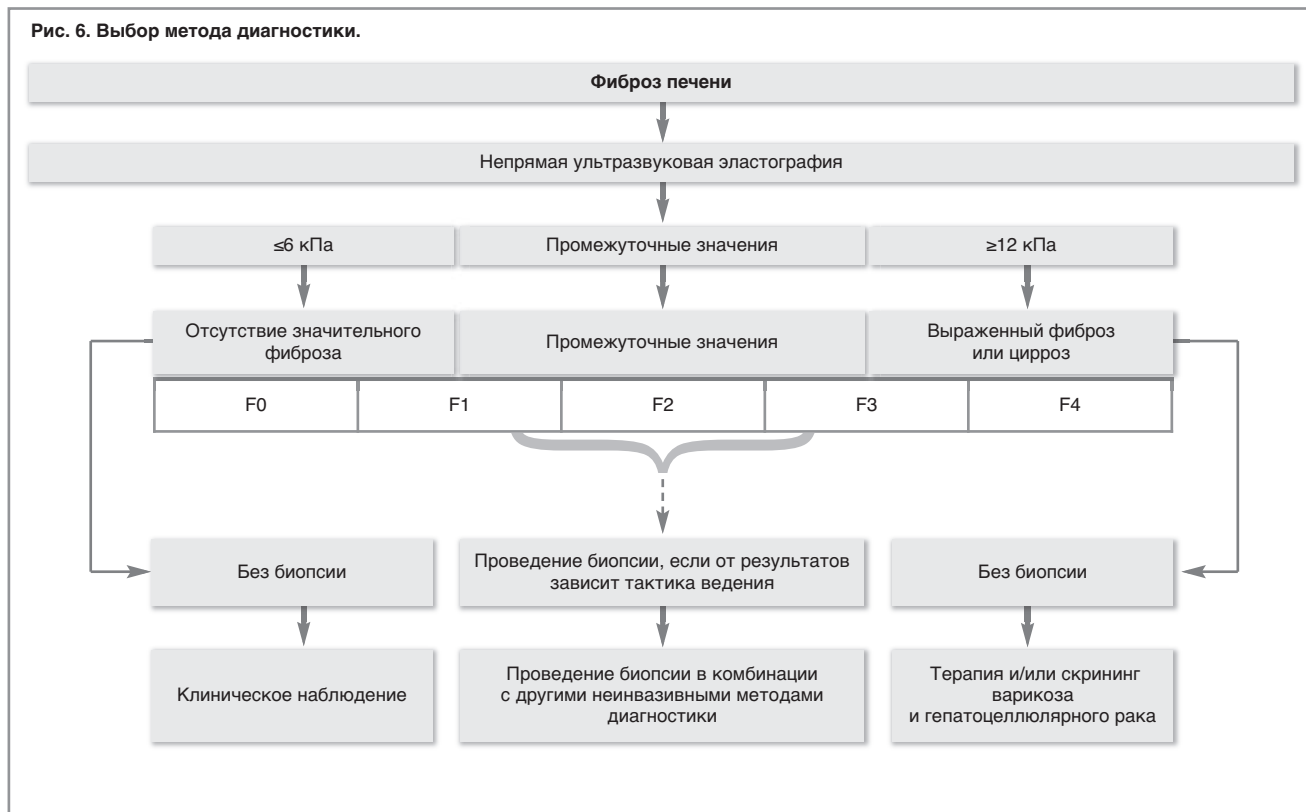 Рис. 6. Выбор метода диагностики.
Фиброз печени
Непрямая ультразвуковая эластография
≤6 кПа
Промежуточные значения
≥12 кПа
Отсутствие значительного
фиброза
Промежуточные значения
Выраженный фиброз
или цирроз
F0
F1
F2
F3
F4
Без биопсии
Проведение биопсии, если от результатов
зависит тактика ведения
Без биопсии
Клиническое наблюдение
Проведение биопсии в комбинации
с другими неинвазивными методами
диагностики
Терапия и/или скрининг
варикоза
и гепатоцеллюлярного рака